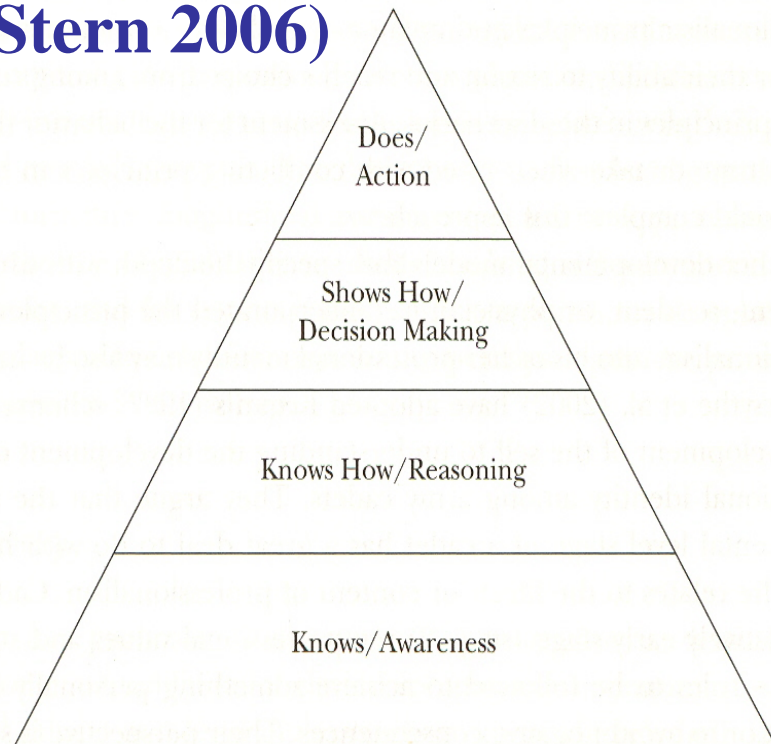 Stern 2006)
Does/
Action
Shows How/
Decision Making
Knows How/Reasoning
Knows/Awareness